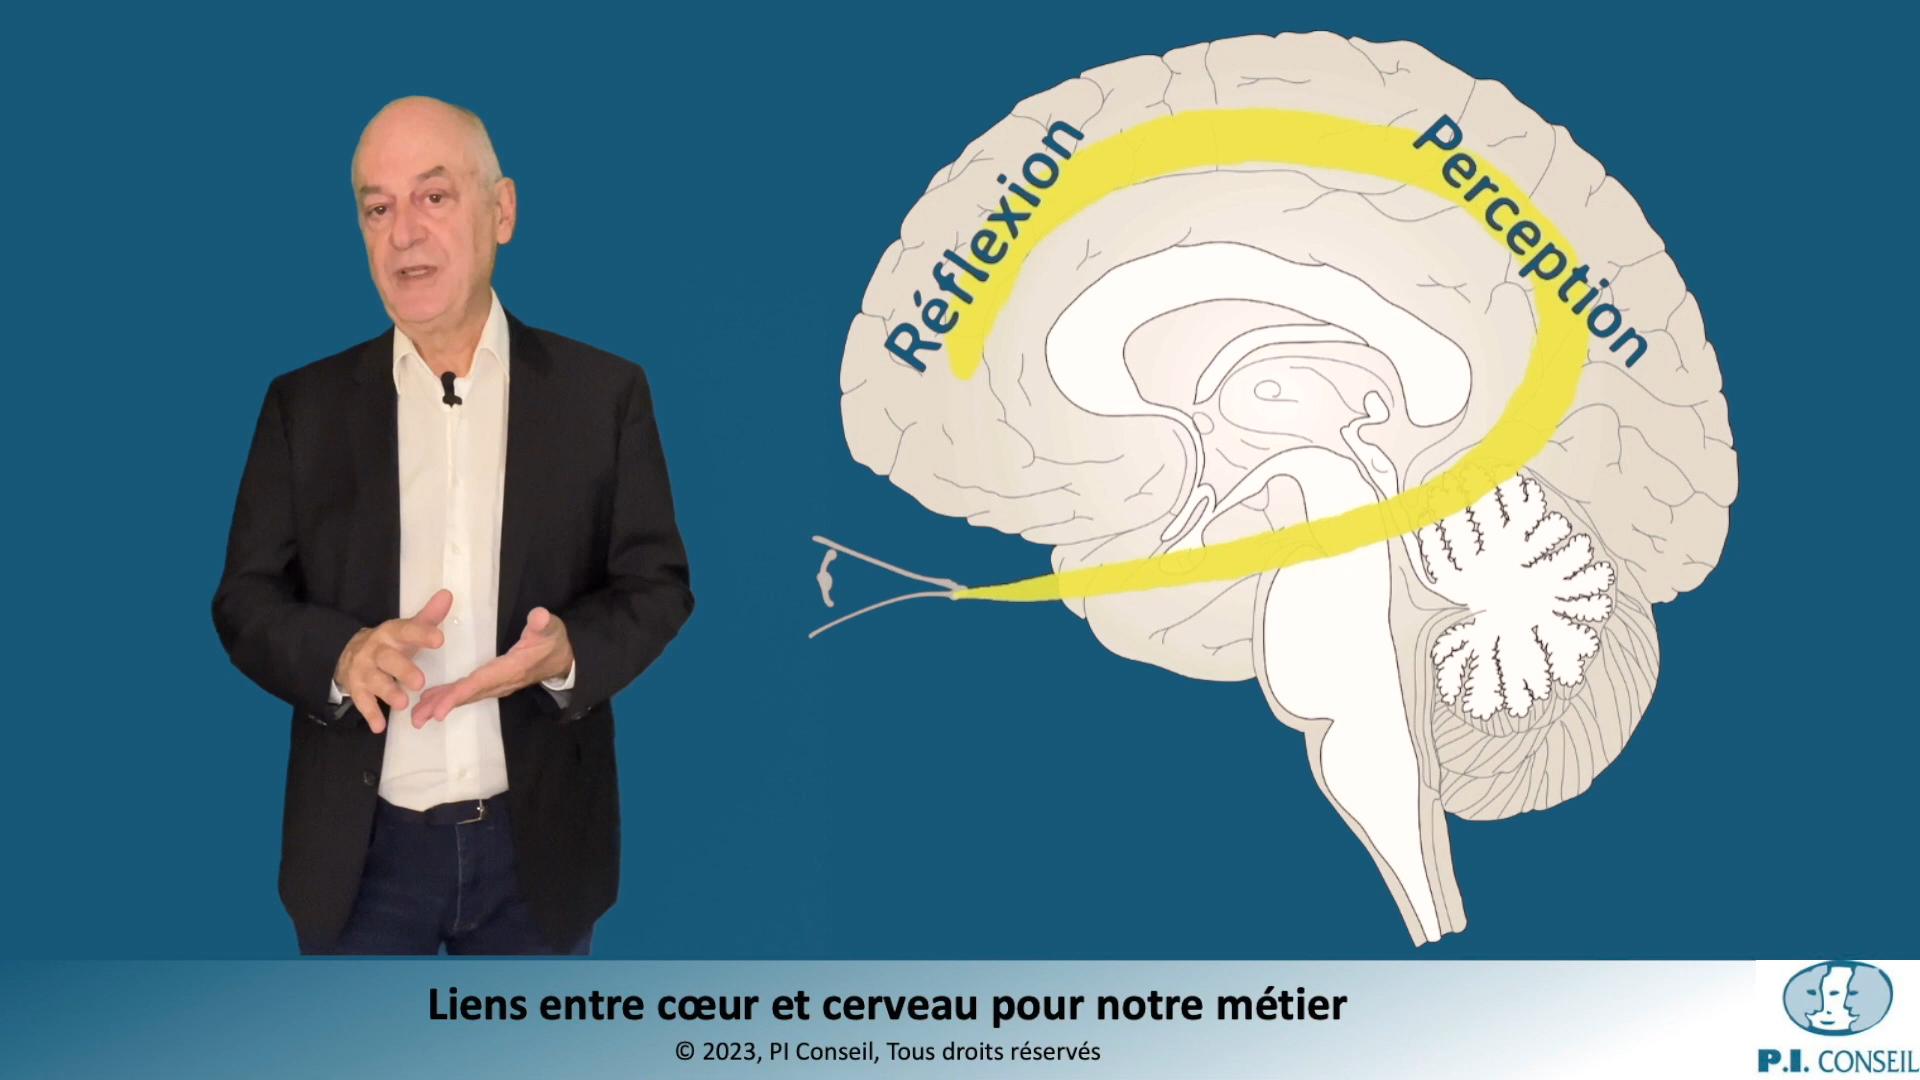 Réflexion
Perception
Liens entre cœur et cerveau pour notre métier
© 2023, PI Conseil, Tous droits réservés
P.I. CONSEIL